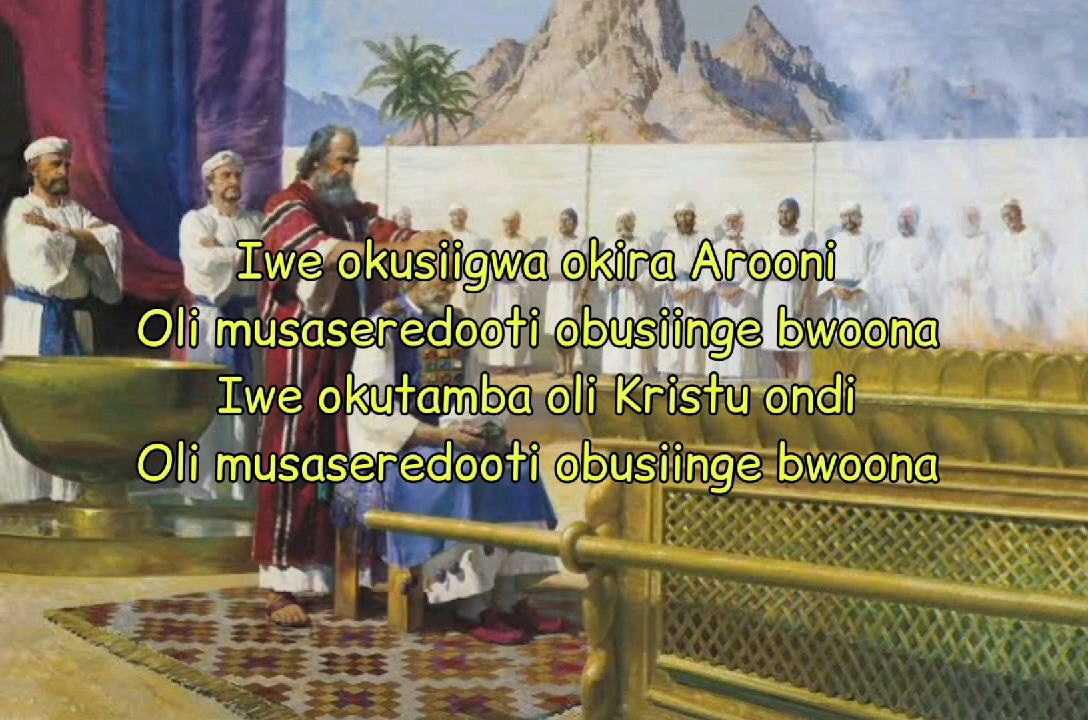 Iwe okusiigwa okira Arooni
Oli musaseredooti obusiinge bwoona
Iwe okutamba oli Kristu ondi
Oli musaseredooti obusiinge bwoona